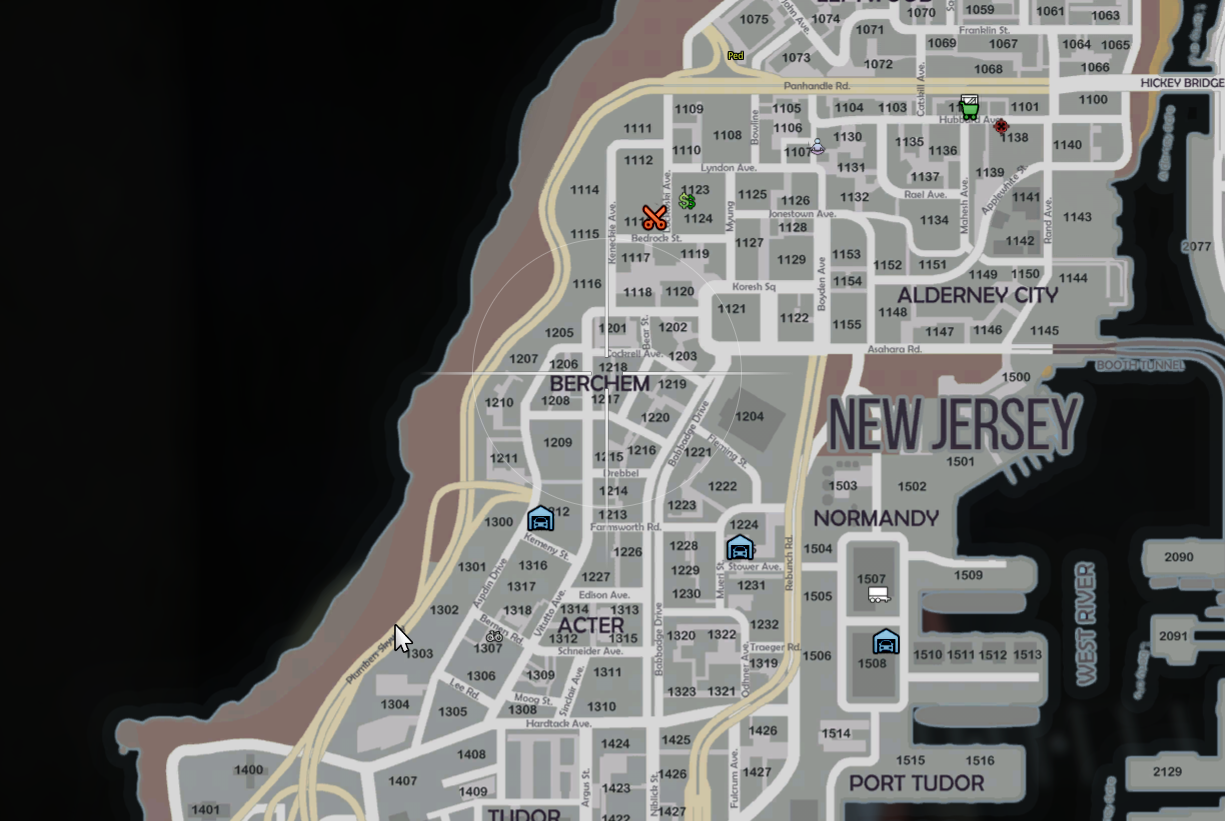 LEFTWOOD
1075
John Ave.
1074
1070
1059
1061
1063
1071
Franklin St.
1069
1067
1064
1065
Ped
1073
1072
1068
1066
Panhandle Rd.
Catskill Ave.
HICKEY BRIDGE
1109
1105
1104
1103
1101
1100
Hubbard Ave.
1111
1108
Bowline
1106
1130
1138
1110
1107
1135
1136
1140
1112
Lyndon Ave.
1131
1137
1139
1114
1123
1125
1126
1132
Rael Ave.
Mahesh Ave.
Applewhite St.
1141
1124
Myung
Jonestown Ave.
1134
Rand Ave.
1143
1115
Keneckie Ave.
Bedrock St.
1128
1127
1142
2077
1117
1119
1129
1153
1152
1151
1149
1150
1144
1116
1118
1120
Koresh Sq
Boyden Ave
1154
ALDERNEY CITY
1121
1122
1148
1205
1201
Bear St.
1202
1155
1147
1146
1145
1207
1206
Cockrell Ave.
1203
Asahara Rd.
BOOTH TUNNEL
1218
BERCHEM
1219
1500
1210
1208
1217
1220
Babbage Drive
1204
NEW JERSEY
1209
1211
1215
1216
1221
Fleming St.
1501
Drebbel
1214
1222
1503
1502
1300
1213
1223
Farnsworth Rd.
1224
NORMANDY
Kemeny St.
1226
1228
1504
2090
1301
1316
1229
Stower Ave.
Rebunch Rd.
1507
1509
Aspdin Drive
1317
1227
Mueri St.
1231
WEST RIVER
1302
1318
Vitullo Ave.
Edison Ave.
1230
1505
1314
1313
Bernen Rd.
ACTER
1232
2091
1303
1307
1312
1315
1320
1322
Traeger Rd.
1506
1508
1510
1511
1512
1513
Schneider Ave.
Babbage Drive
1319
1306
1309
1311
Odhner Ave.
1304
Lee Rd.
1305
Moog St.
1308
Sinclair Ave.
1310
1323
1321
Hardtack Ave.
1426
1514
1408
1424
1425
1400
1407
1426
1427
1515
1516
2129
1409
Argus St.
1423
Niblick St.
Fulcrum Ave.
PORT TUDOR
1401
TUDOR
1422
1427